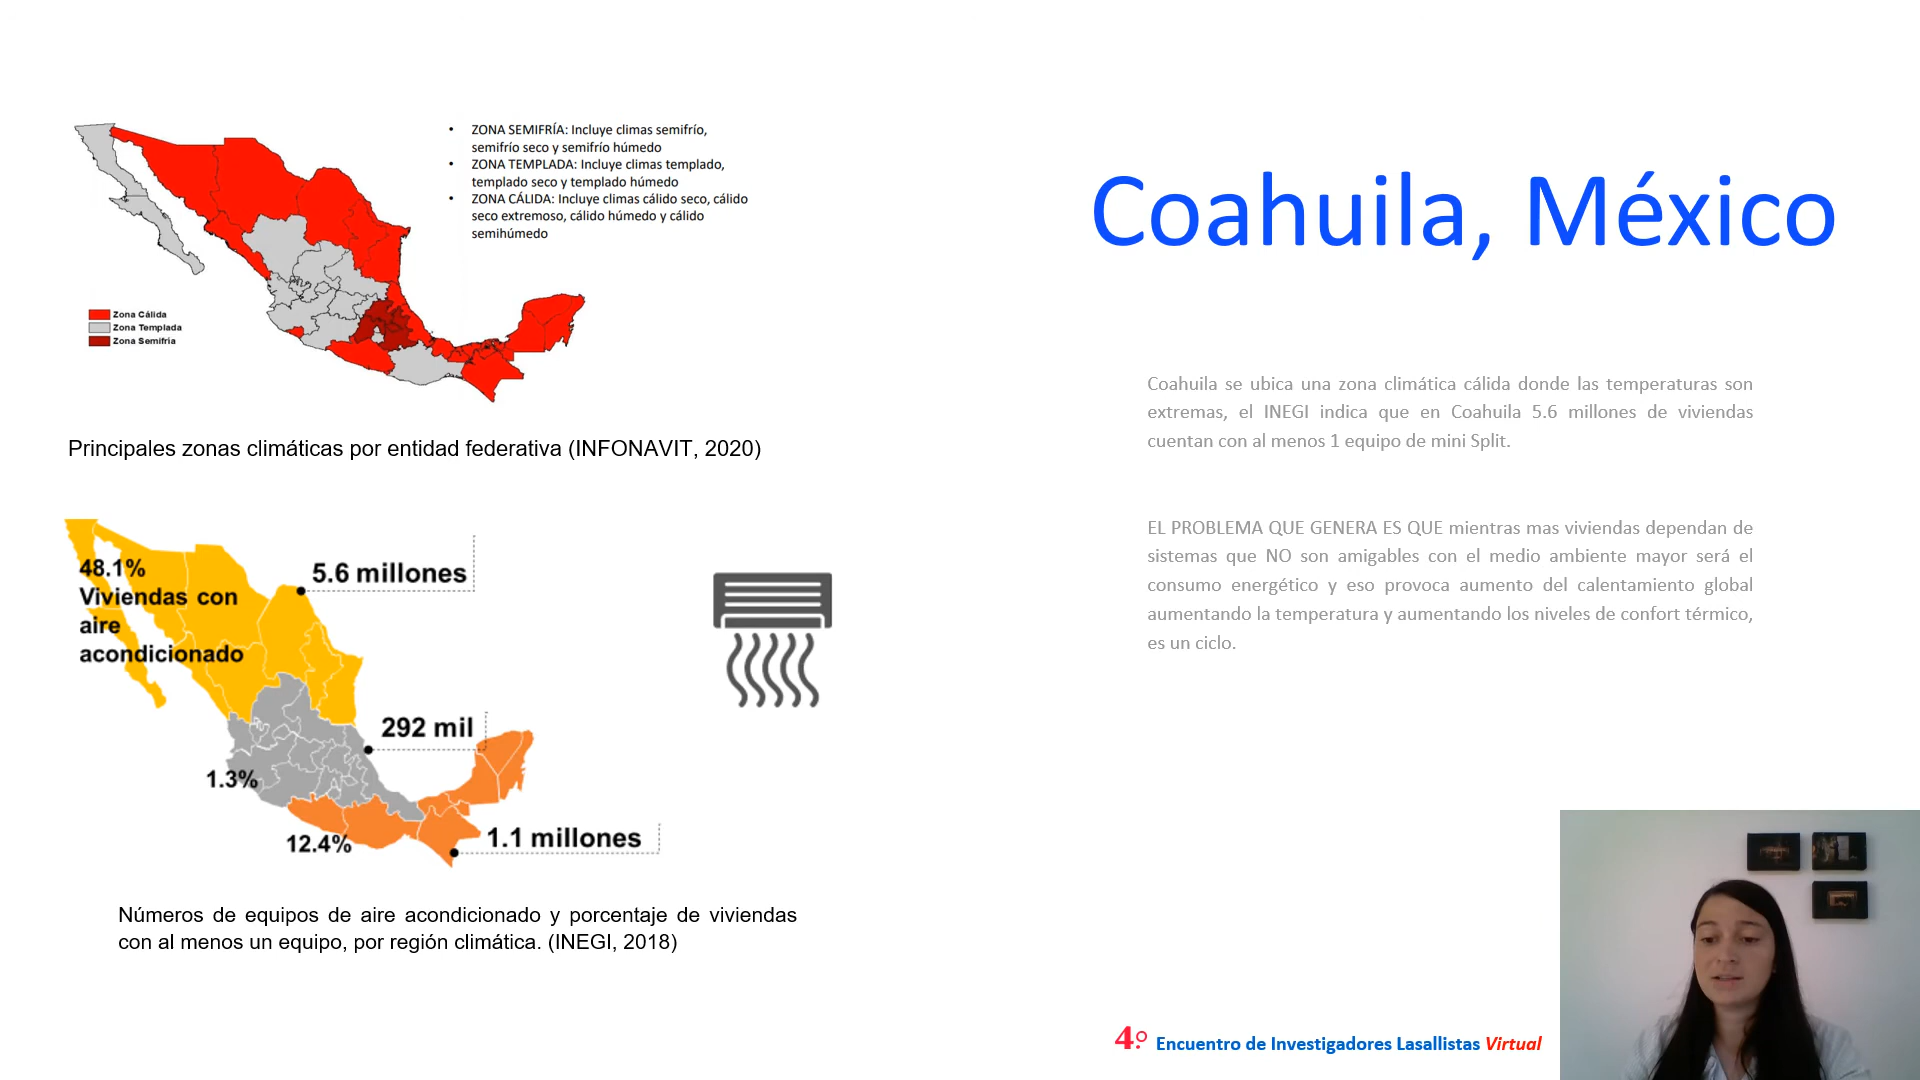 • ZONA SEMIFRÍA: Incluye climas semifrío,
semifrío seco y semifrío húmedo
• ZONA TEMPLADA: Incluye climas templado,
templado seco y templado húmedo
• ZONA CÁLIDA: Incluye climas cálido seco, cálido
seco extremoso, cálido húmedo y cálido
semihúmedo
Zona Cálida
Zona Templada
Zona Semifría
Principales zonas climáticas por entidad federativa (INFONAVIT, 2020)
48.1%
Viviendas con
aire
acondicionado
5.6 millones
292 mil
1.3%
12.4%
1.1 millones
Números de equipos de aire acondicionado y porcentaje de viviendas
con al menos un equipo, por región climática. (INEGI, 2018)
Coahuila, México
Coahuila se ubica una zona climática cálida donde las temperaturas son
extremas, el INEGI indica que en Coahuila 5.6 millones de viviendas
cuentan con al menos 1 equipo de mini Split.
EL PROBLEMA QUE GENERA ES QUE mientras mas viviendas dependan de
sistemas que NO son amigables con el medio ambiente mayor será el
consumo energético y eso provoca aumento del calentamiento global
aumentando la temperatura y aumentando los niveles de confort térmico,
es un ciclo.
4.º Encuentro de Investigadores Lasallistas Virtual